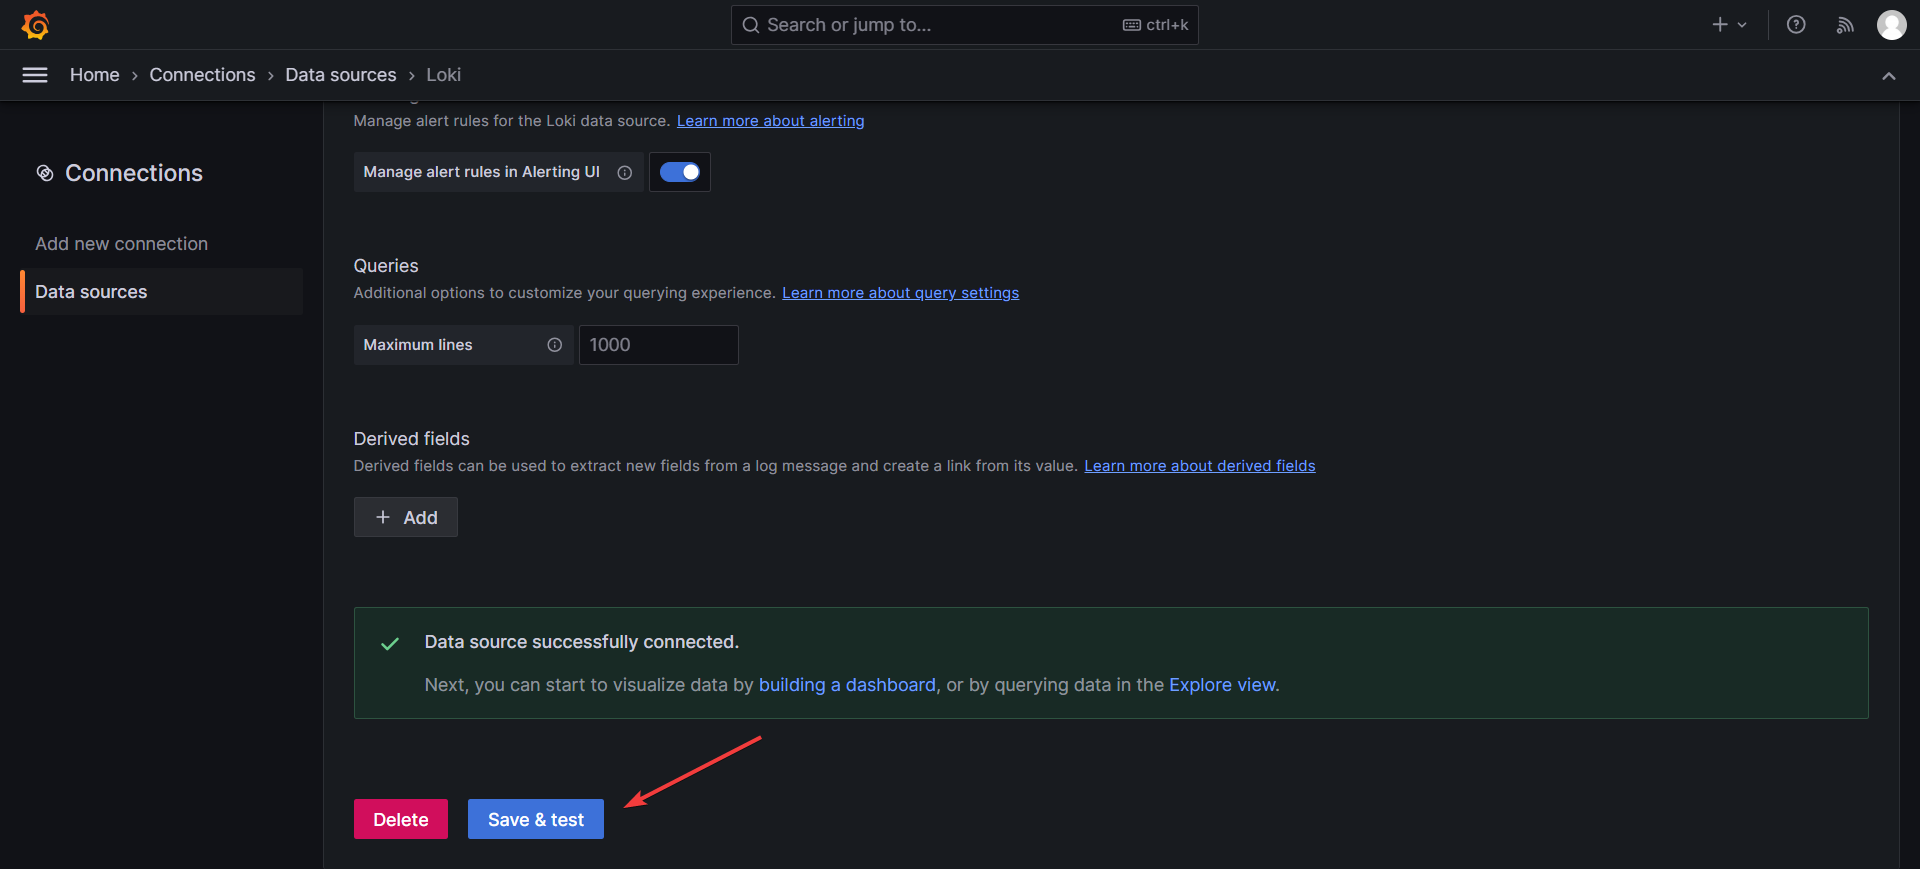 Search or jump to...
ctrl+k
Home › Connections › Data sources › Loki
Connections
Add new connection
Data sources
Manage alert rules for the Loki data source. Learn more about alerting
Manage alert rules in Alerting UI
Queries
Additional options to customize your querying experience. Learn more about query settings
Maximum lines
1000
Derived fields
Derived fields can be used to extract new fields from a log message and create a link from its value. Learn more about derived fields
+ Add
Data source successfully connected.
Next, you can start to visualize data by building a dashboard, or by querying data in the Explore view.
Delete
Save & test